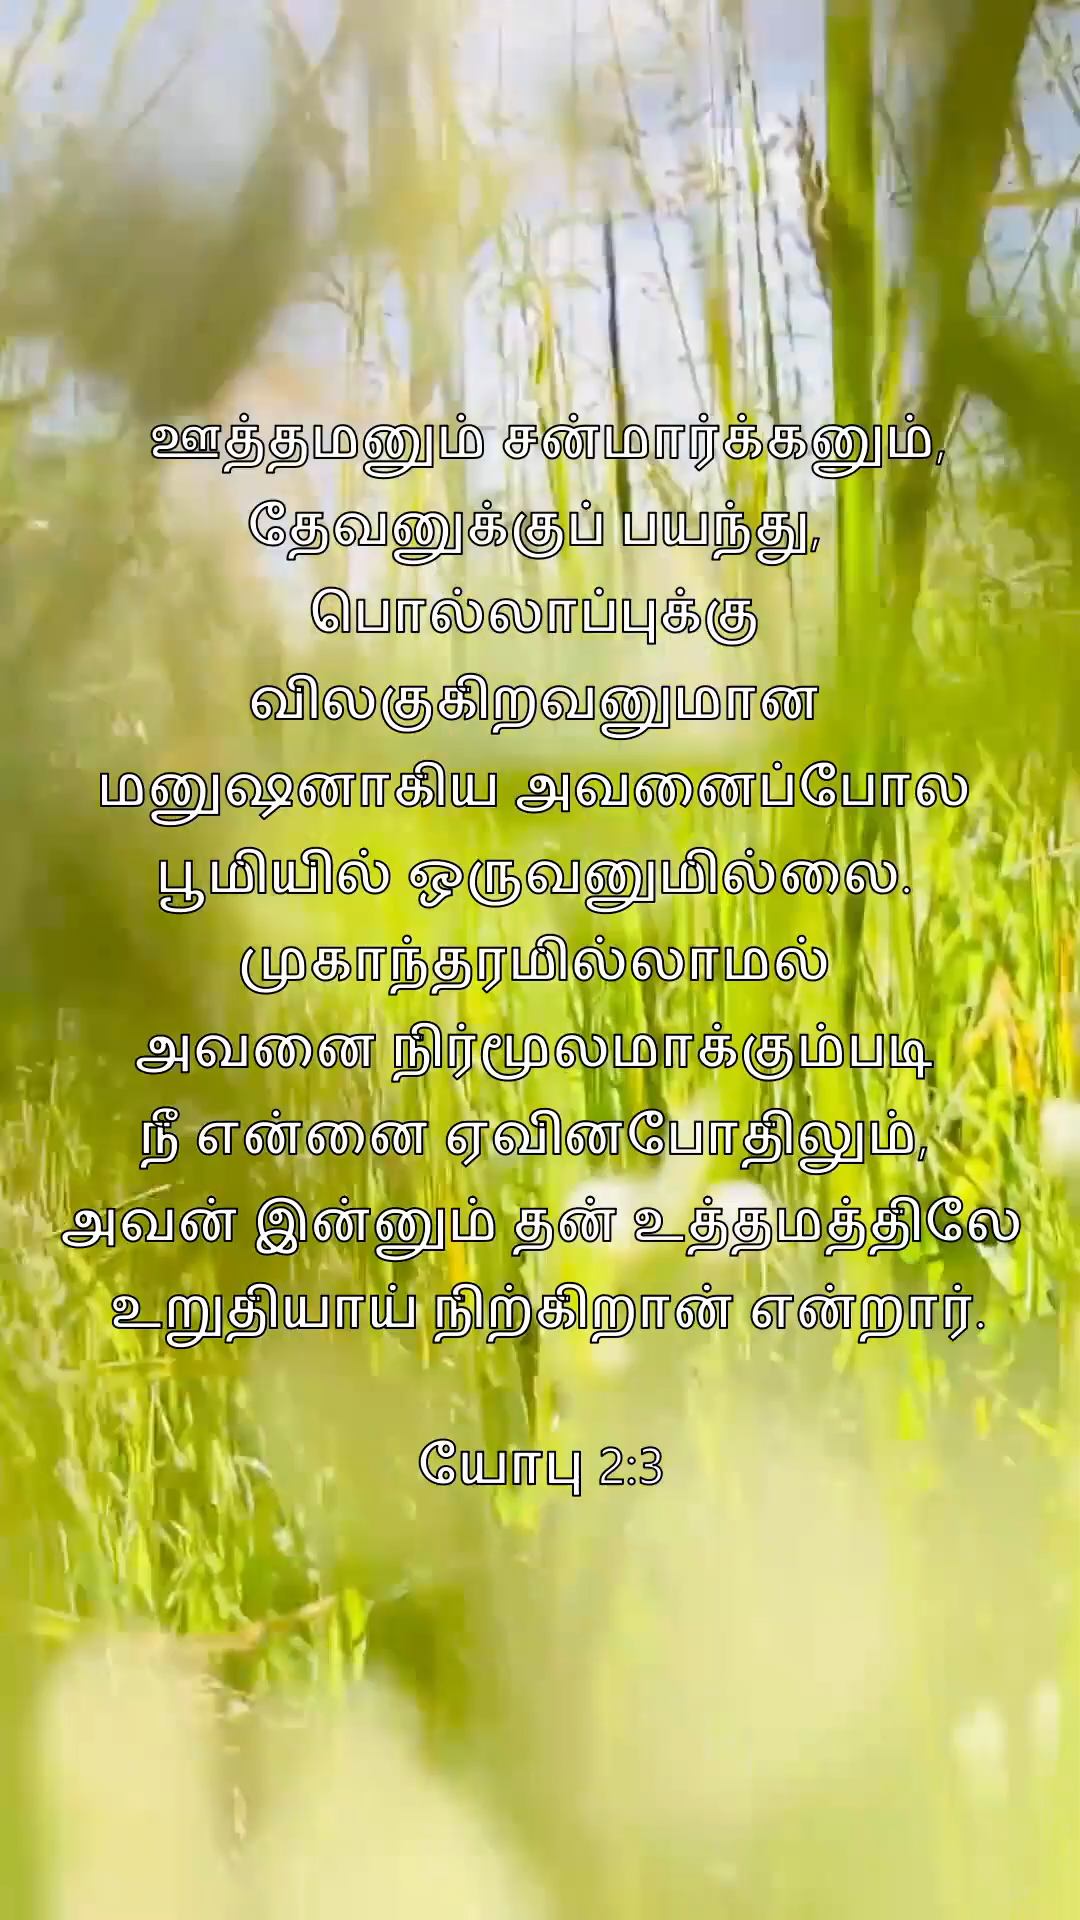 ஊத்தமனும் சன்மார்க்கனும்,
தேவனுக்குப் பயந்து,
பொல்லாப்புக்கு
விலகுகிறவனுமான
மனுஷனாகிய அவனைப்போல
பூமியில் ஒருவனுமில்லை.
முகாந்தரமில்லாமல்
அவனை நிர்மூலமாக்கும்படி
நீ என்னை ஏவினபோதிலும்,
அவன் இன்னும் தன் உத்தமத்திலே
உறுதியாய் நிற்கிறான் என்றார்.
யோபு 2:3